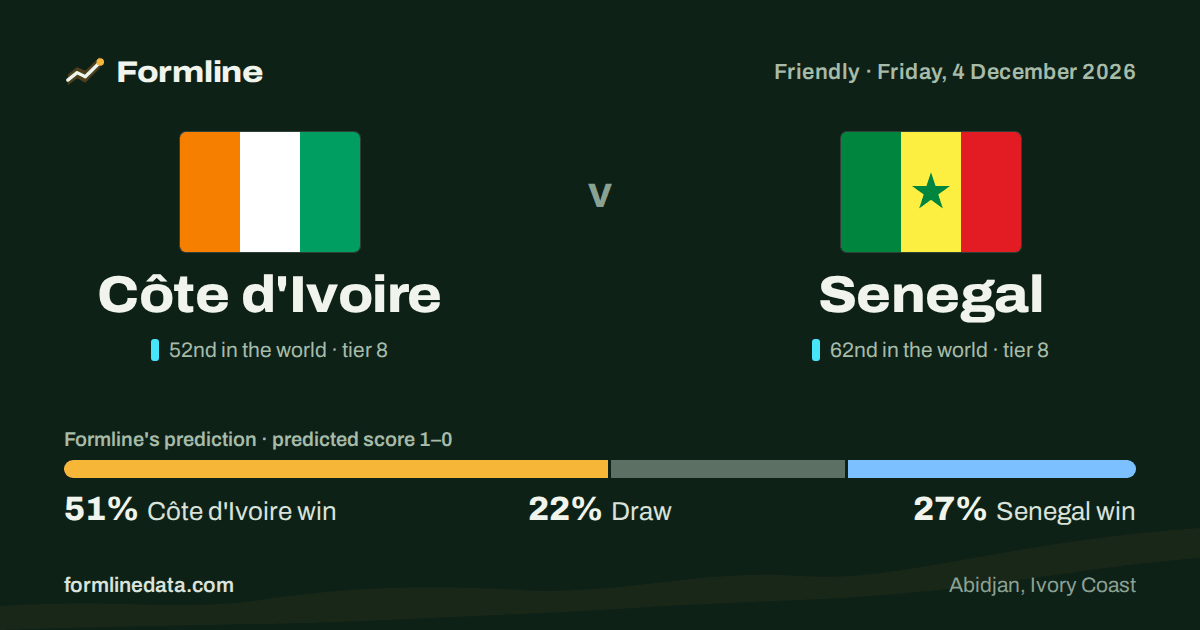 Formline
Friendly · Friday, 4 December 2026
v
Côte d'Ivoire
Senegal
52nd in the world · tier 8
62nd in the world · tier 8
Formline's prediction · predicted score 1–0
51% Côte d'Ivoire win
22% Draw
27% Senegal win
formlinedata.com
Abidjan, Ivory Coast